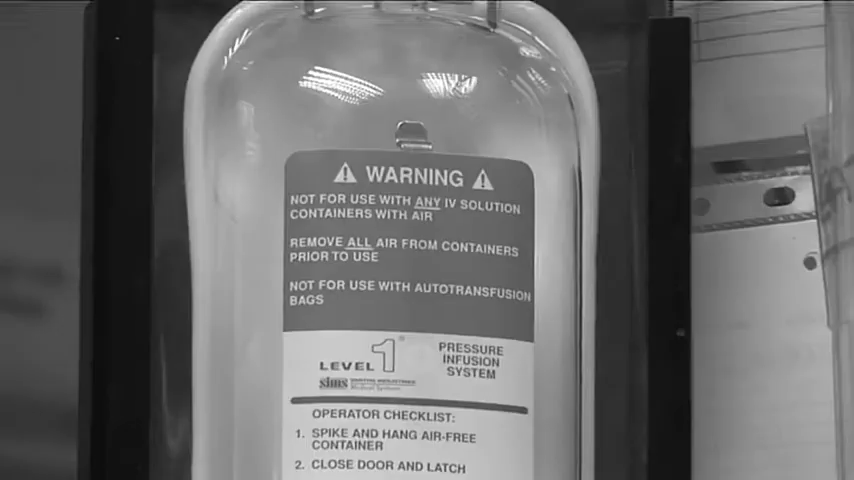 WARNING
NOT FOR USE WITH ANY IV SOLUTION
CONTAINERS WITH AIR.
REMOVE ALL AIR FROM CONTAINERS
PRIOR TO USE
NOT FOR USE WITH AUTOTRANSFUSION
BAGS
LEVEL 1®
sims
PRESSURE
INFUSION
SYSTEM
OPERATOR CHECKLIST:
1. SPIKE AND HANG AIR-FREE
CONTAINER
2. CLOSE DOOR AND LATCH